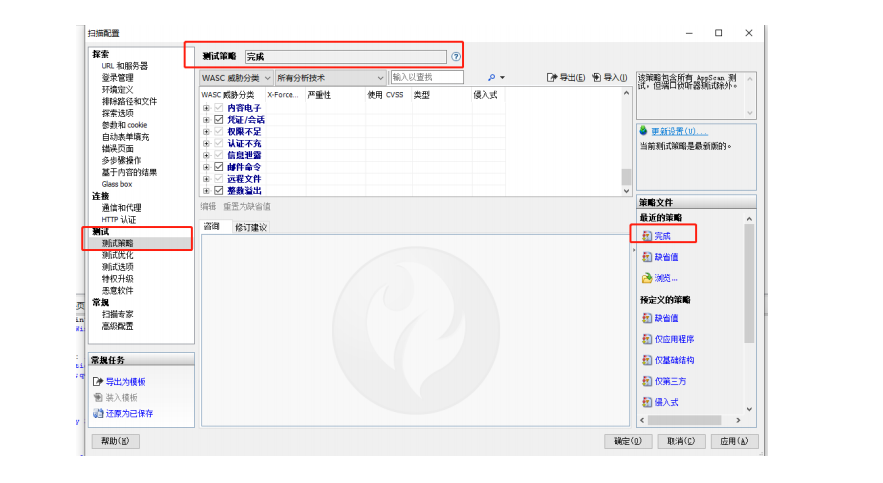 扫描配置
探索
URL 和服务器
登录管理
环境定义
排除路径和文件
探索选项
参数和 cookie
自动表单填充
错误页面
多步骤操作
基于内容的结果
Glass box
连接
通信和代理
HTTP 认证
测试
测试策略
测试优化
测试选项
特权升级
恶意软件
常规
扫描专家
高级配置
常规任务
导出为模板
装入模板
还原为已保存
测试策略 完成
WASC 威胁分类 所有分析技术 输入以查找 导出(E) 导入(I)
WASC 威胁分类 X-Force... 严重性 使用 CVSS 类型 侵入式
内容电子
凭证/会话
权限不足
认证不充
信息泄露
邮件命令
远程文件
整数溢出
编辑 重置为缺省值
咨询 修订建议
该策略包含所有 AppScan 测试，但端口侦听器测试除外。
更新设置(U)...
当前测试策略是最新版的。
策略文件
最近的策略
完成
缺省值
浏览...
预定义的策略
缺省值
仅应用程序
仅基础结构
仅第三方
侵入式
帮助(H) 确定(O) 取消(C) 应用(A)